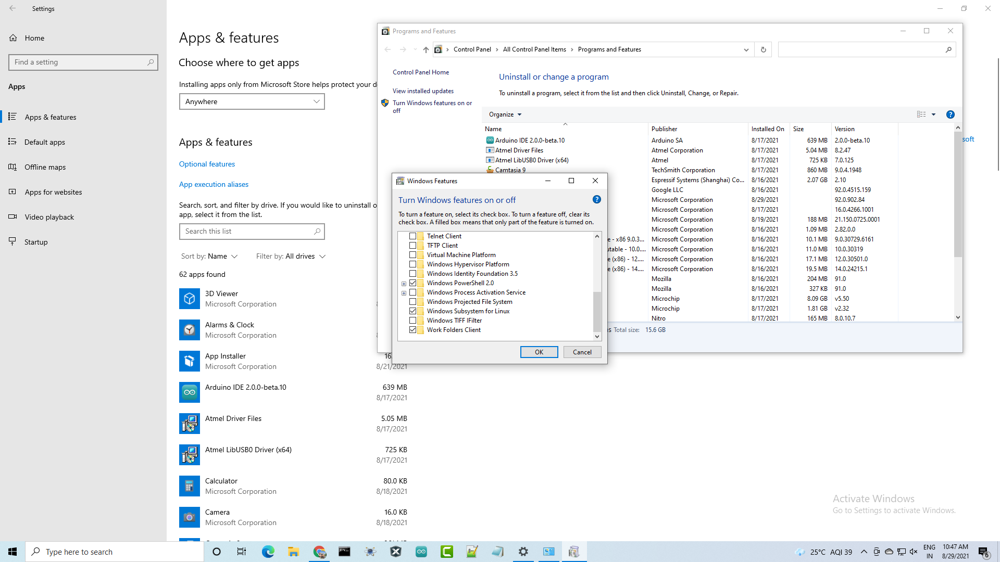 Settings
Home
Find a setting
Apps
Apps & features
Default apps
Offline maps
Apps for websites
Video playback
Startup
Apps & features
Choose where to get apps
Installing apps only from Microsoft Store helps protect your
Anywhere
Apps & features
Optional features
App execution aliases
Search, sort, and filter by drive. If you would like to uninstall o
app, select it from the list.
Search this list
Sort by: Name
Filter by: All drives
62 apps found
3D Viewer
Microsoft Corporation
Alarms & Clock
Microsoft Corporation
App Installer
16.
Microsoft Corporation
8/21/2021
Arduino IDE 2.0.0-beta.10
639 MB
8/17/2021
Atmel Driver Files
5.05 MB
8/17/2021
Atmel LibUSB0 Driver (x64)
725 KB
8/17/2021
Calculator
80.0 KB
Microsoft Corporation
8/18/2021
Camera
16.0 KB
Microsoft Corporation
8/18/2021
soft
Programs and Features
Control Panel > All Control Panel Items > Programs and Features
Control Panel Home
View installed updates
Turn Windows features on or
off
Uninstall or change a program
To uninstall a program, select it from the list and then click Uninstall, Change, or Repair.
Organize
Name Publisher Installed On Size Version
Arduino IDE 2.0.0-beta.10 Arduino SA 8/17/2021 639 MB 2.0.0-beta.10
Atmel Driver Files Atmel Corporation 8/17/2021 5.04 MB 8.2.47
Atmel LibUSB0 Driver (x64) Atmel 8/17/2021 725 KB 7.0.125
Camtasia 9 TechSmith Corporation 8/17/2021 860 MB 9.0.4.1948
Espressif Systems (Shanghai) Co... 8/16/2021 2.07 GB 2.10
Google LLC 8/16/2021 92.0.4515.159
Microsoft Corporation 8/29/2021 92.0.902.84
Microsoft Corporation 8/17/2021 16.0.4266.1001
Microsoft Corporation 8/19/2021 188 MB 21.150.0725.0001
Microsoft Corporation 8/16/2021 1.09 MB 2.82.0.0
e - x86 9.0.3... Microsoft Corporation 8/16/2021 10.1 MB 9.0.30729.6161
utable - 10.0.... Microsoft Corporation 8/16/2021 11.0 MB 10.0.30319
e (x86) - 12.... Microsoft Corporation 8/16/2021 17.1 MB 12.0.30501.0
e (x86) - 14.... Microsoft Corporation 8/16/2021 19.5 MB 14.0.24215.1
Mozilla 8/16/2021 204 MB 91.0
Mozilla 8/16/2021 327 KB 91.0
Microchip 8/17/2021 8.09 GB v5.50
Microchip 8/17/2021 1.81 GB v2.32
Nitro 8/17/2021 165 MB 8.0.10.7
ns Total size: 15.6 GB
Windows Features
Turn Windows features on or off
To turn a feature on, select its check box. To turn a feature off, clear its
check box. A filled box means that only part of the feature is turned on.
Telnet Client
TFTP Client
Virtual Machine Platform
Windows Hypervisor Platform
Windows Identity Foundation 3.5
Windows PowerShell 2.0
Windows Process Activation Service
Windows Projected File System
Windows Subsystem for Linux
Windows TIFF IFilter
Work Folders Client
OK
Cancel
Activate Windows
Go to Settings to activate Windows.
Type here to search
25°C AQI 39
ENG
IN
10:47 AM
8/29/2021
6